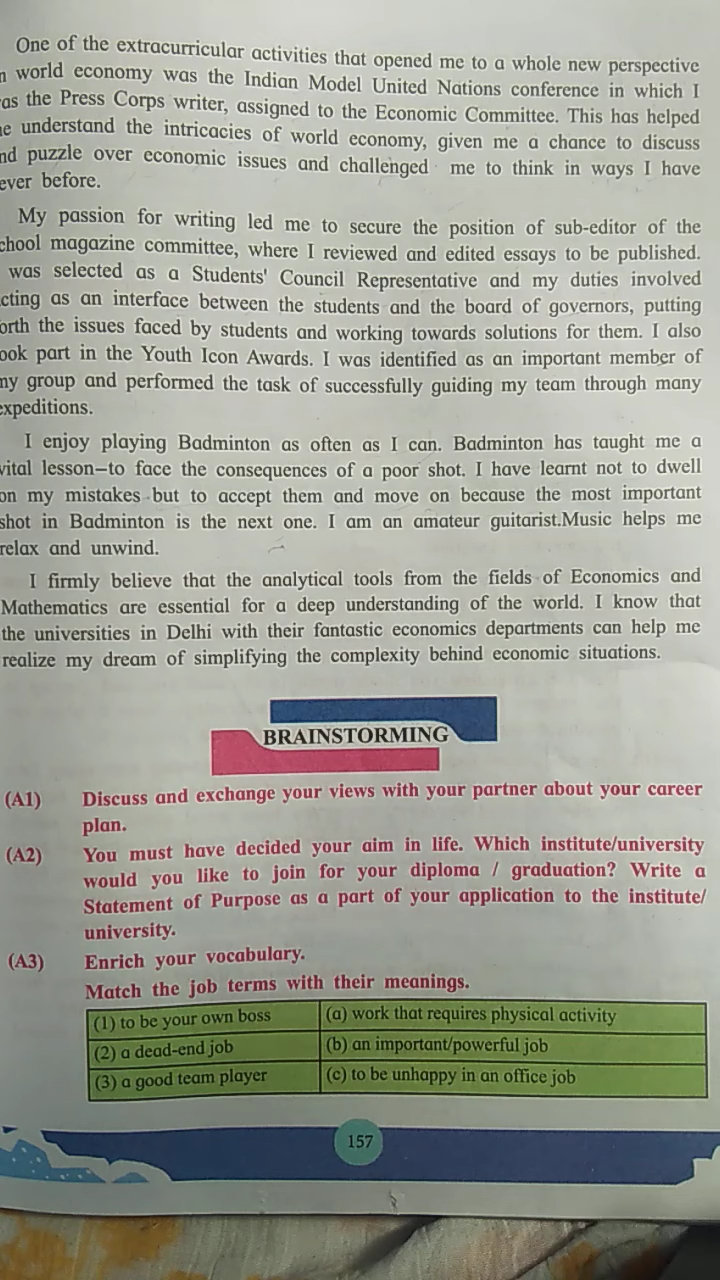 One of the extracurricular activities that opened me to a whole new perspective
world economy was the Indian Model United Nations conference in which I
as the Press Corps writer, assigned to the Economic Committee. This has helped
e understand the intricacies of world economy, given me a chance to discuss
nd puzzle over economic issues and challenged me to think in ways I have
ever before.
My passion for writing led me to secure the position of sub-editor of the
chool magazine committee, where I reviewed and edited essays to be published.
was selected as a Students' Council Representative and my duties involved
cting as an interface between the students and the board of governors, putting
orth the issues faced by students and working towards solutions for them. I also
ook part in the Youth Icon Awards. I was identified as an important member of
ny group and performed the task of successfully guiding my team through many
expeditions.
I enjoy playing Badminton as often as I can. Badminton has taught me a
vital lesson–to face the consequences of a poor shot. I have learnt not to dwell
on my mistakes but to accept them and move on because the most important
shot in Badminton is the next one. I am an amateur guitarist.Music helps me
relax and unwind.
I firmly believe that the analytical tools from the fields of Economics and
Mathematics are essential for a deep understanding of the world. I know that
the universities in Delhi with their fantastic economics departments can help me
realize my dream of simplifying the complexity behind economic situations.
BRAINSTORMING
(A1) Discuss and exchange your views with your partner about your career
plan.
(A2) You must have decided your aim in life. Which institute/university
would you like to join for your diploma / graduation? Write a
Statement of Purpose as a part of your application to the institute/
university.
(A3) Enrich your vocabulary.
Match the job terms with their meanings.
(1) to be your own boss (a) work that requires physical activity
(2) a dead-end job (b) an important/powerful job
(3) a good team player (c) to be unhappy in an office job
157